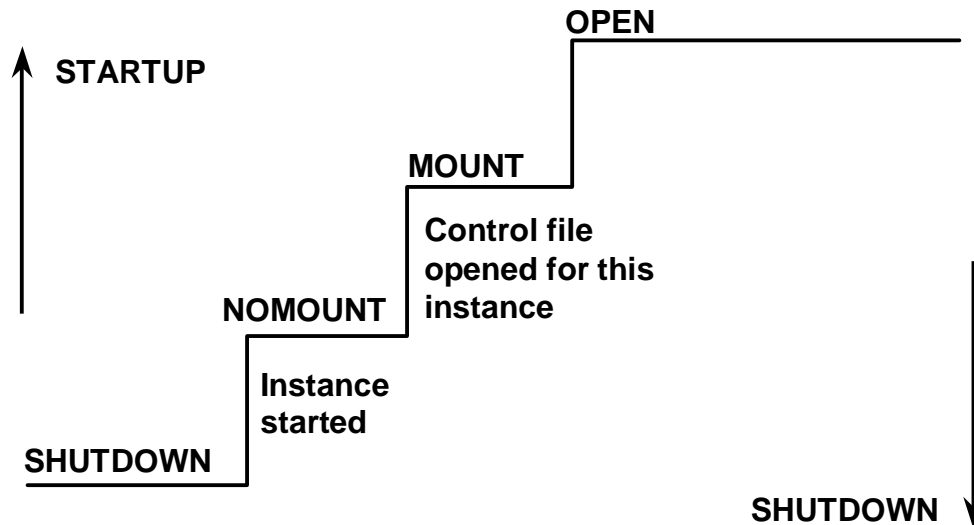 OPEN
STARTUP
MOUNT
Control file
opened for this
instance
NOMOUNT
Instance
started
SHUTDOWN
SHUTDOWN